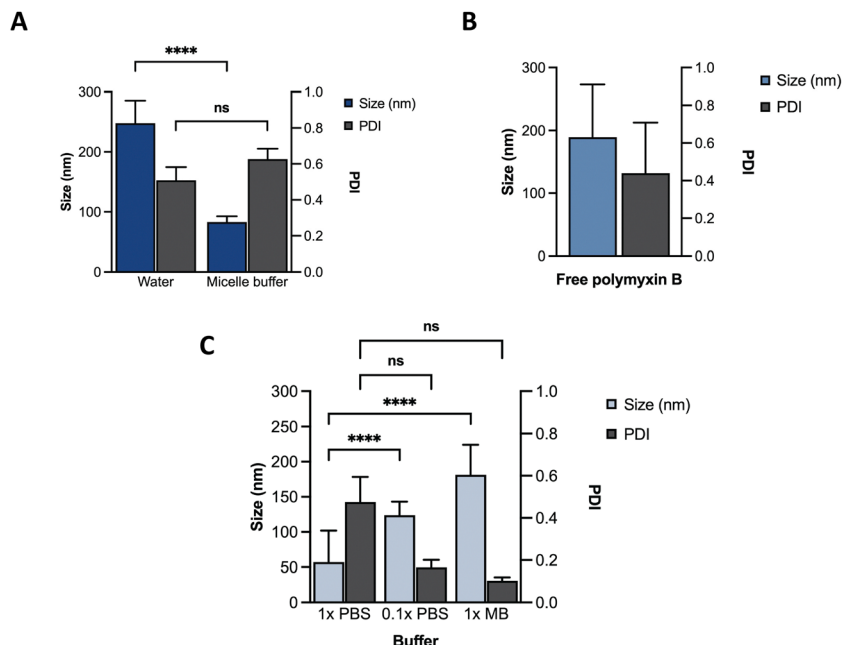 A
****
ns
Size (nm)
PDI
300
200
100
0
Size (nm)
1.0
0.8
0.6
0.4
0.2
0.0
PDI
Water
Micelle buffer
B
300
200
100
0
Size (nm)
1.0
0.8
0.6
0.4
0.2
0.0
PDI
Size (nm)
PDI
Free polymyxin B
C
ns
ns
****
****
300
250
200
150
100
50
0
Size (nm)
1.0
0.8
0.6
0.4
0.2
0.0
PDI
Size (nm)
PDI
1x PBS
0.1x PBS
1x MB
Buffer